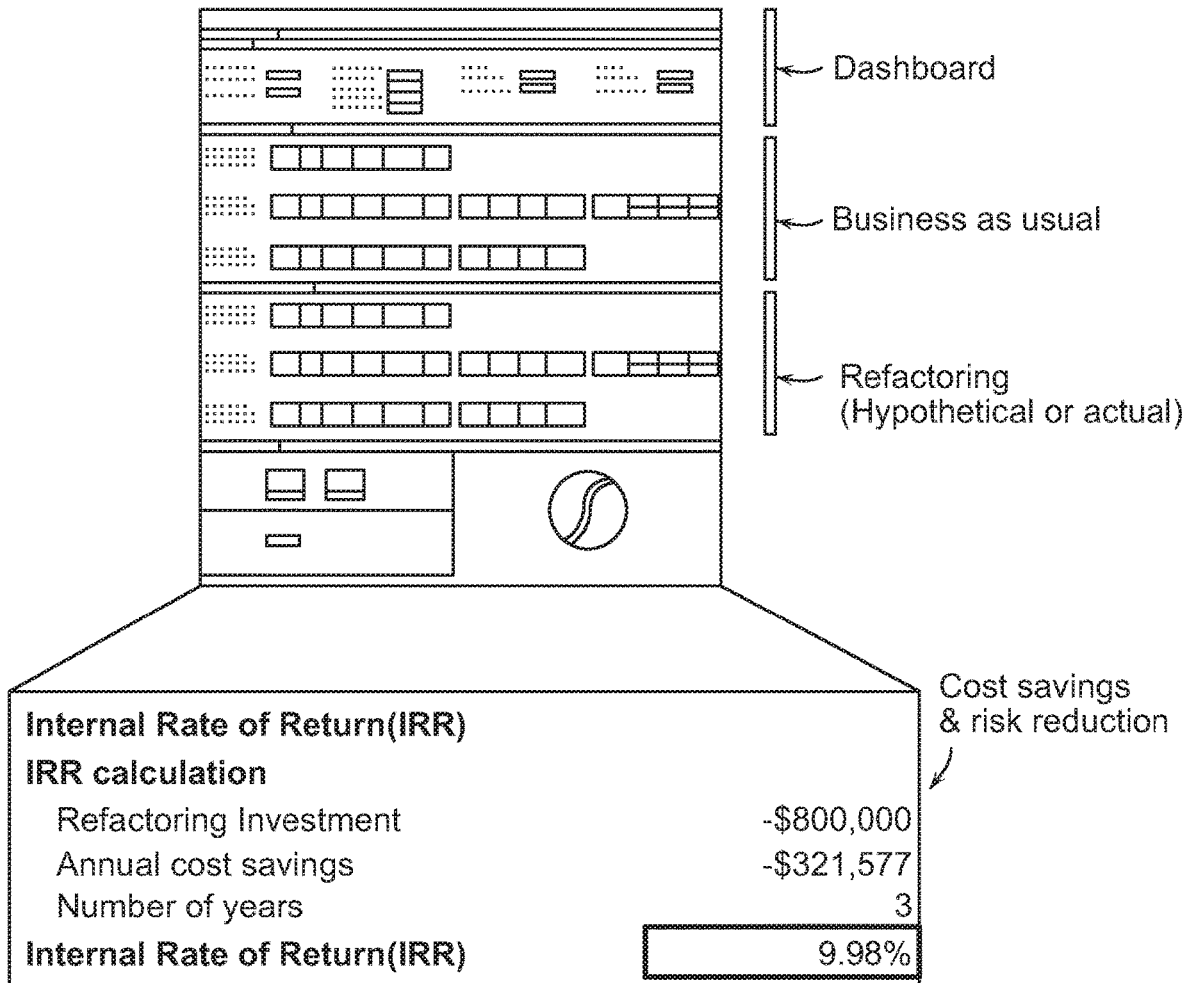 Dashboard
Business as usual
Refactoring
(Hypothetical or actual)
Cost savings
& risk reduction
Internal Rate of Return(IRR)
IRR calculation
Refactoring Investment -$800,000
Annual cost savings -$321,577
Number of years 3
Internal Rate of Return(IRR) 9.98%